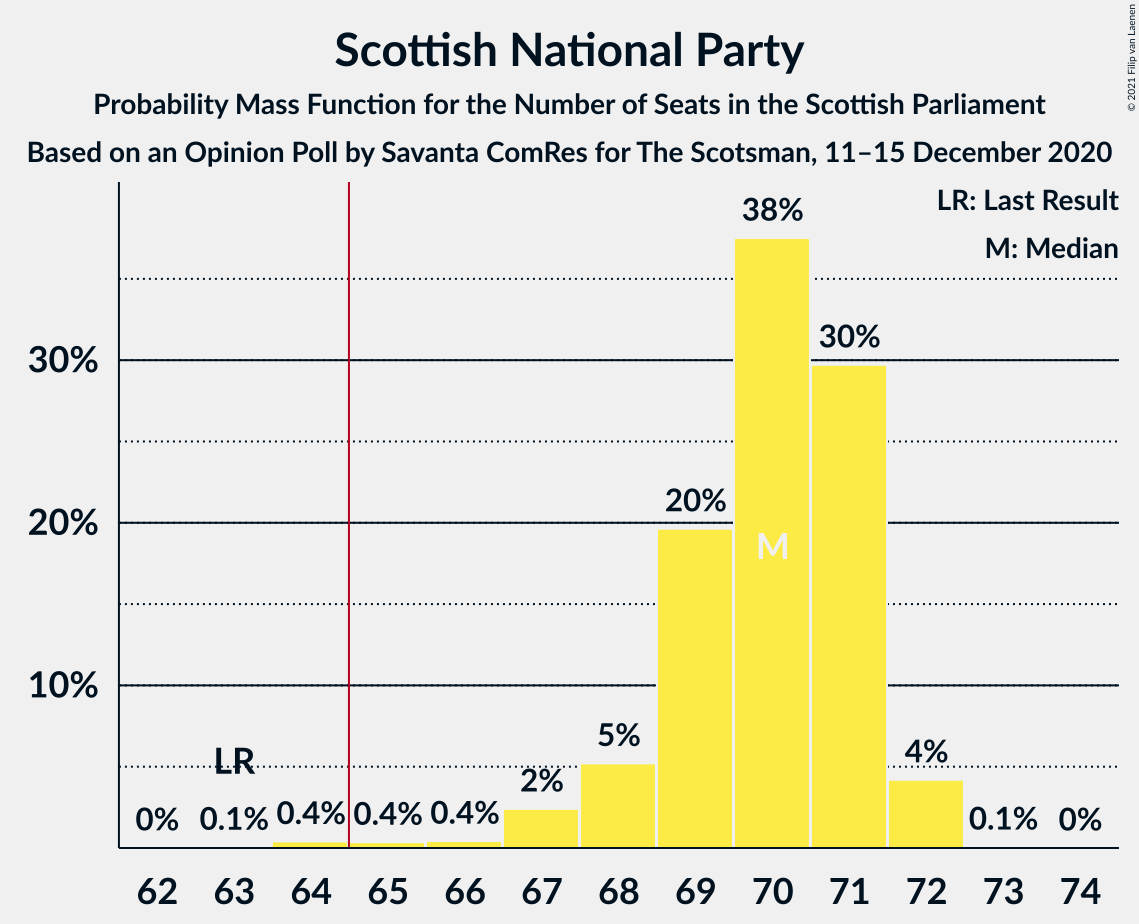 Scottish National Party
Probability Mass Function for the Number of Seats in the Scottish Parliament
Based on an Opinion Poll by Savanta ComRes for The Scotsman, 11–15 December 2020
© 2021 Filip van Laenen
LR: Last Result
M: Median
38%
30%
30%
20%
20%
M
10%
LR
5%
4%
2%
0% 0.1% 0.4% 0.4% 0.4% 0.1% 0%
62 63 64 65 66 67 68 69 70 71 72 73 74